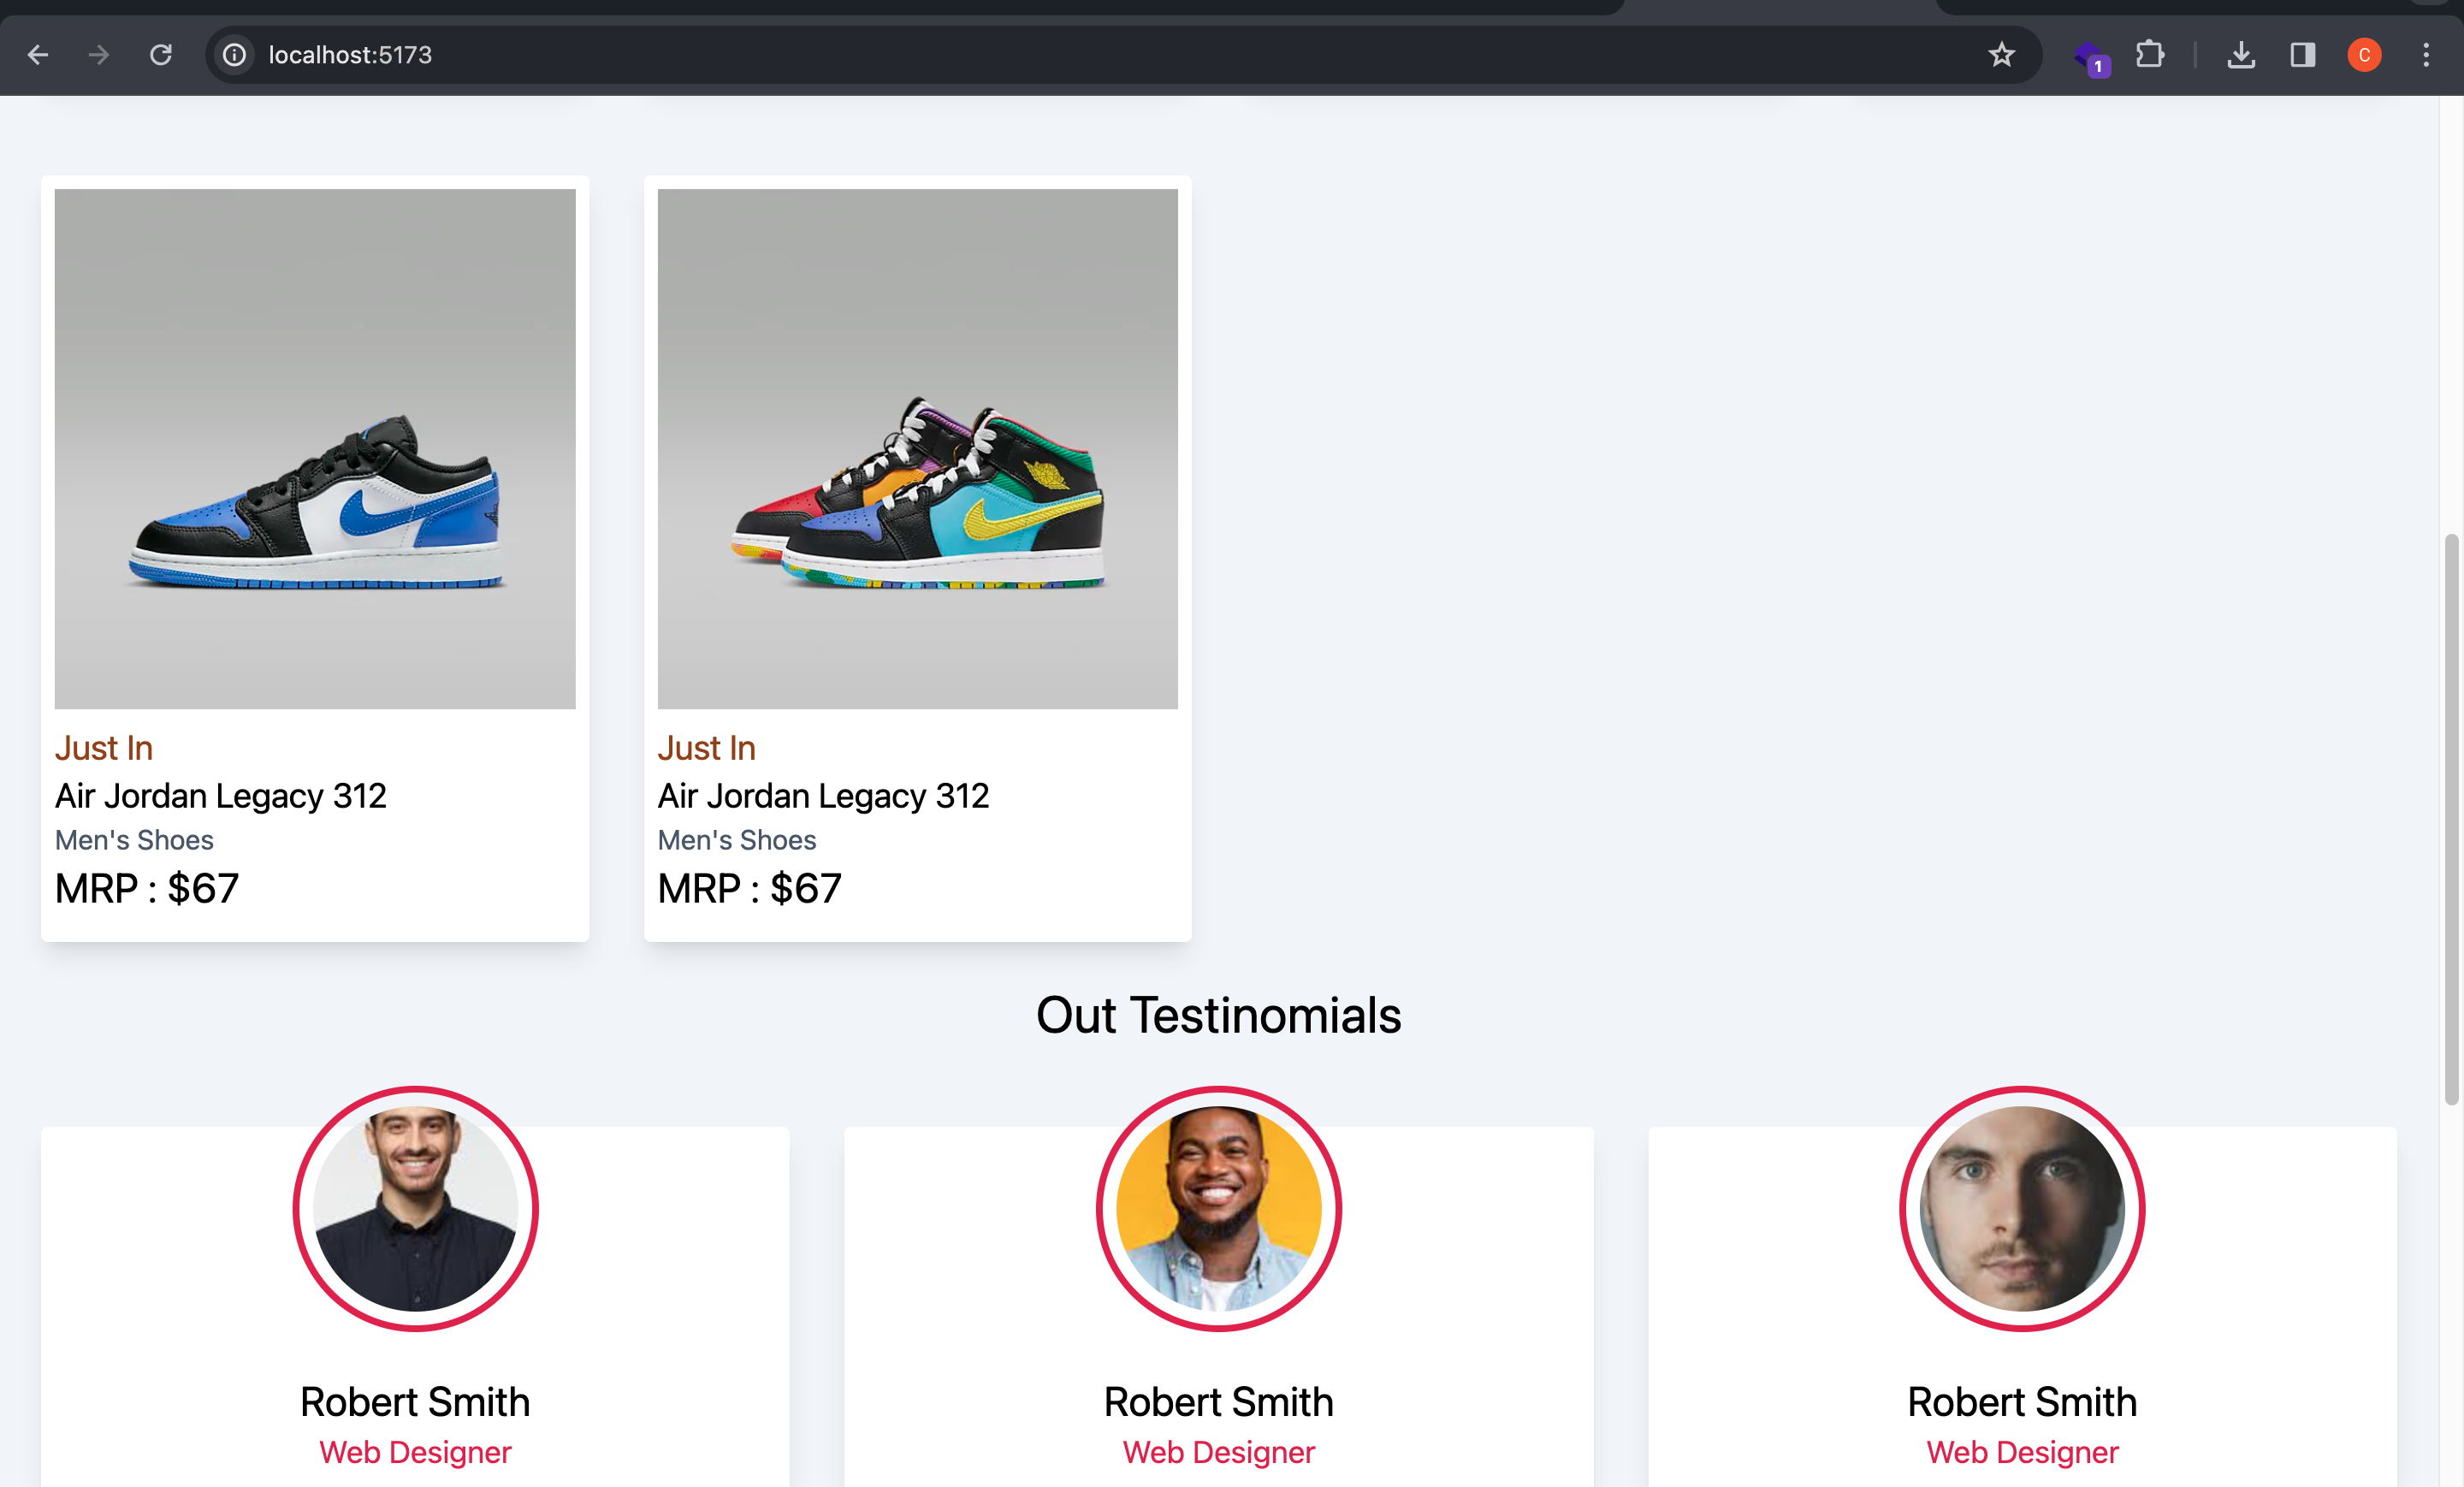 localhost:5173
1
C
Just In
Air Jordan Legacy 312
Men's Shoes
MRP : $67
Just In
Air Jordan Legacy 312
Men's Shoes
MRP : $67
Out Testinomials
Robert Smith
Web Designer
Robert Smith
Web Designer
Robert Smith
Web Designer